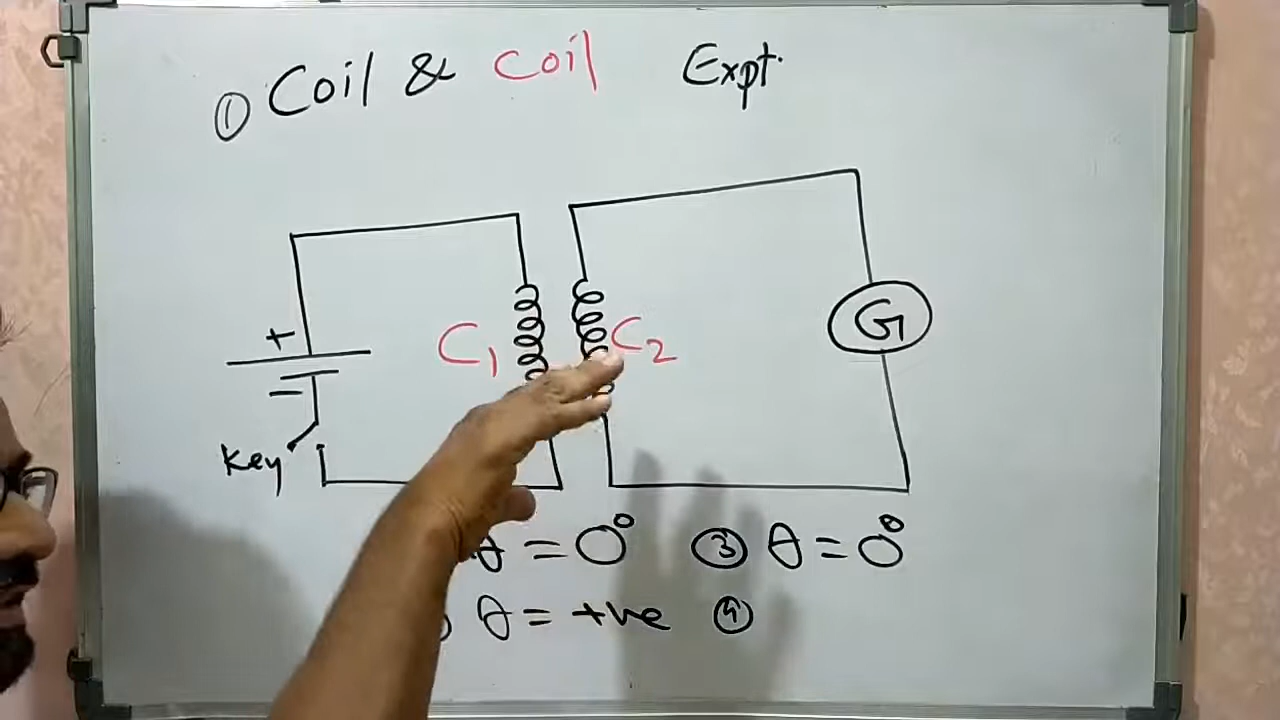 ① Coil & Coil Expt.
C₁ C₂
G
+
−
Key
θ = 0° ③ θ = 0°
θ = +ve ④